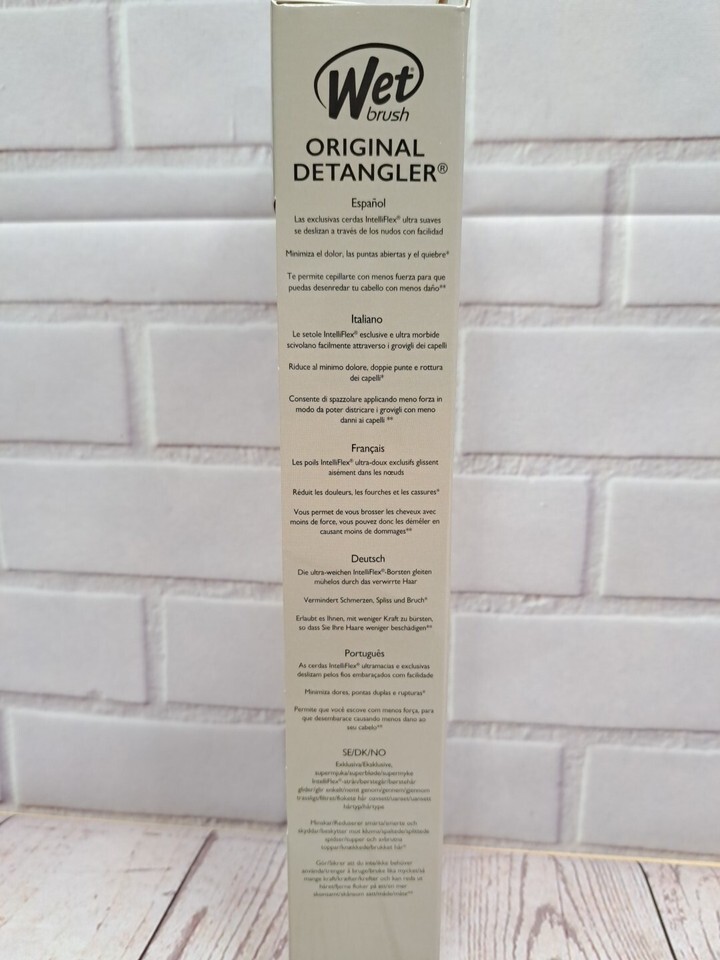 Wet®
brush
ORIGINAL
DETANGLER®
Español
Las exclusivas cerdas IntelliFlex® ultra suaves
se deslizan a través de los nudos con facilidad
Minimiza el dolor, las puntas abiertas y el quiebre*
Te permite cepillarte con menos fuerza para que
puedas desenredar tu cabello con menos daño**
Italiano
Le setole IntelliFlex® esclusive e ultra morbide
scivolano facilmente attraverso i grovigli dei capelli
Riduce al minimo dolore, doppie punte e rottura
dei capelli*
Consente di spazzolare applicando meno forza in
modo da poter districare i grovigli con meno
danni ai capelli **
Français
Les poils IntelliFlex® ultra-doux exclusifs glissent
aisément dans les nœuds
Réduit les douleurs, les fourches et les cassures*
Vous permet de vous brosser les cheveux avec
moins de force, vous pouvez donc les démêler en
causant moins de dommages**
Deutsch
Die ultra-weichen IntelliFlex®-Borsten gleiten
mühelos durch das verwirrte Haar
Vermindert Schmerzen, Spliss und Bruch*
Erlaubt es Ihnen, mit weniger Kraft zu bürsten,
so dass Sie Ihre Haare weniger beschädigen**
Português
As cerdas IntelliFlex® ultramacias e exclusivas
deslizam pelos fios embaraçados com facilidade
Minimiza dores, pontas duplas e rupturas*
Permite que você escove com menos força, para
que desembarace causando menos dano ao
seu cabelo**
SE/DK/NO
Exklusiva/Eksklusive,
supermjuka/superbløde/supermyke